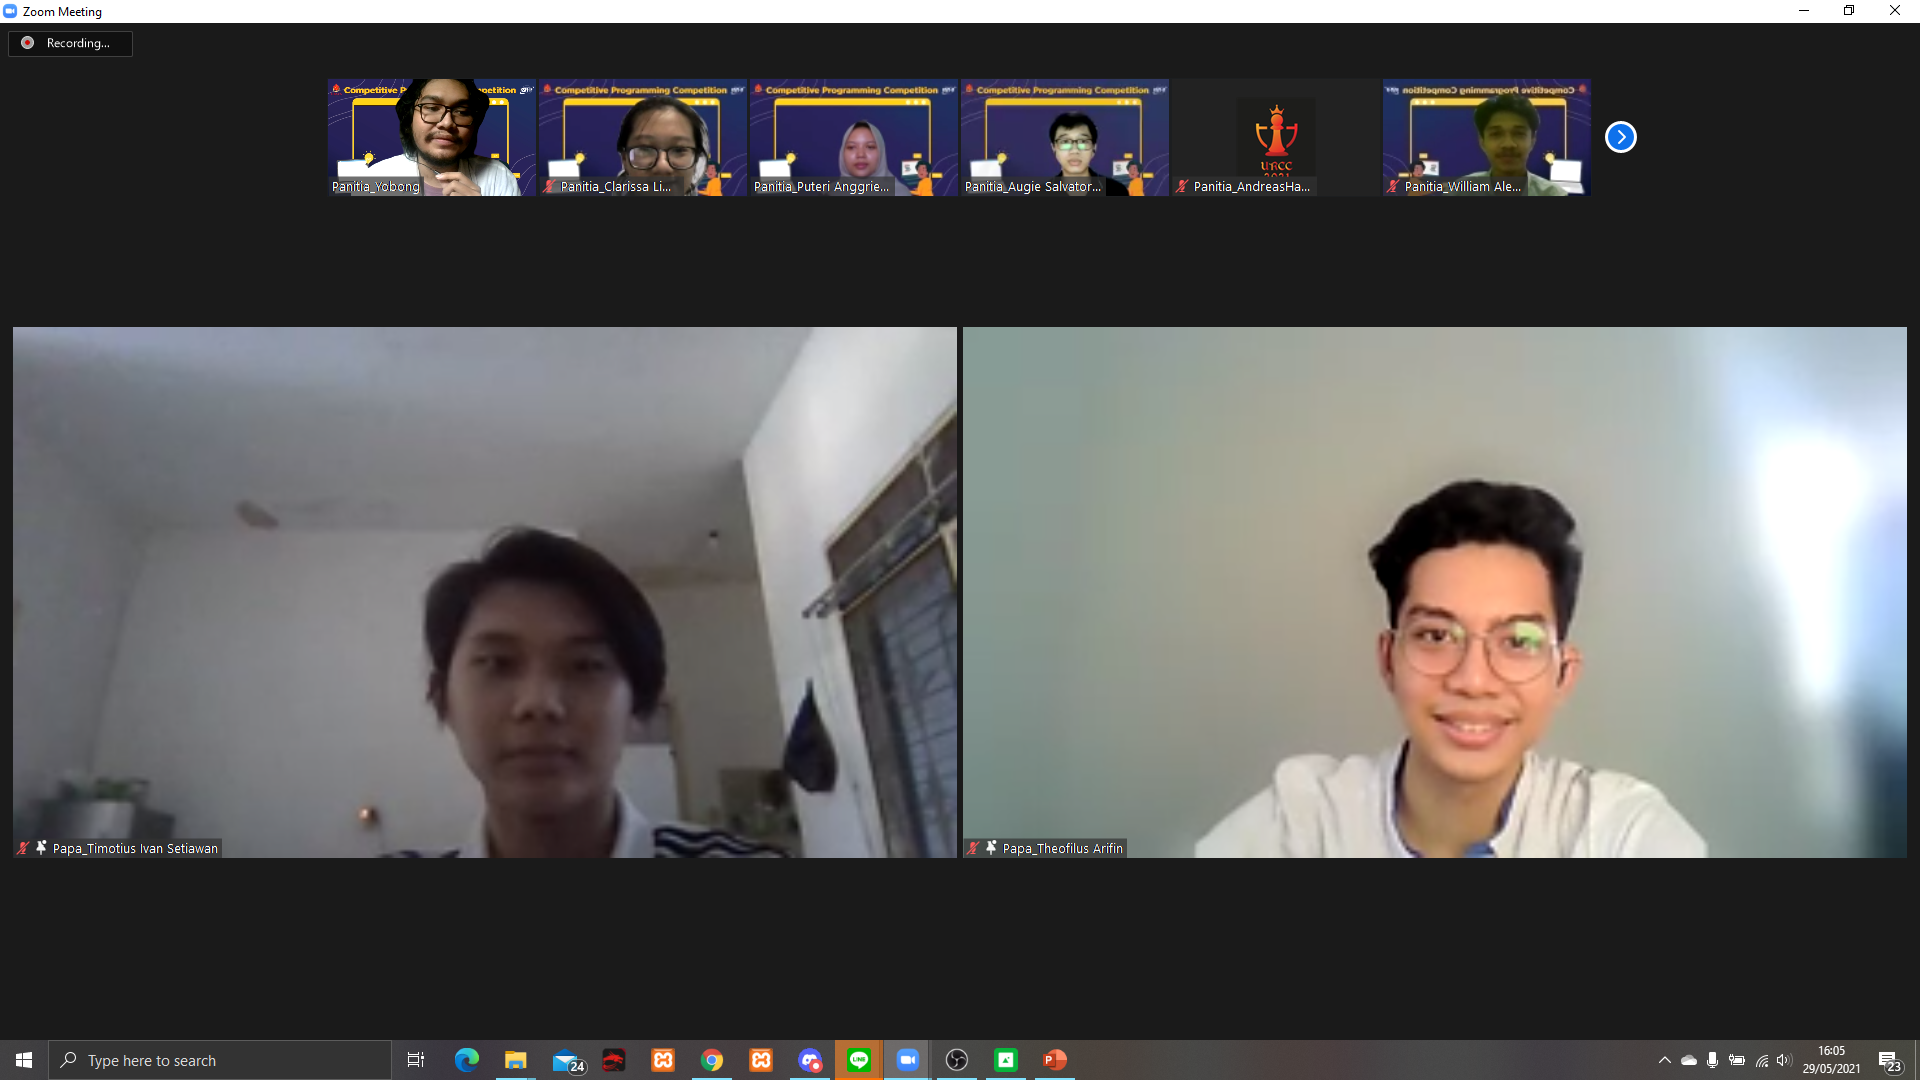 Zoom Meeting
Recording...
Competitive P
petition
Competitive Programming Competition
Competitive Programming Competition
Competitive Programming Competition
UTCC
2021
Competitive Programming Competition
Panitia_Yobong
Panitia_Clarissa Li...
Panitia_Puteri Anggrie...
Panitia_Augie Salvator...
Panitia_AndreasHa...
Panitia_William Ale...
Papa_Timotius Ivan Setiawan
Papa_Theofilus Arifin
Type here to search
24
16:05
29/05/2021
23